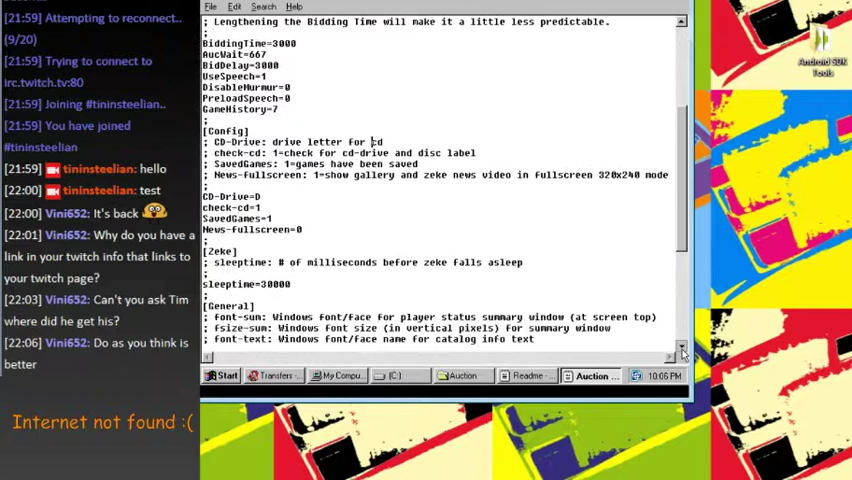 [21:59] Attempting to reconnect..
(9/20)
[21:59] Trying to connect to
irc.twitch.tv:80
[21:59] Joining #tininsteelian..
[21:59] You have joined
#tininsteelian
[21:59] tininsteelian: hello
[22:00] tininsteelian: test
[22:00] Vini652: It's back
[22:01] Vini652: Why do you have a
link in your twitch info that links to
your twitch page?
[22:03] Vini652: Can't you ask Tim
where did he get his?
[22:06] Vini652: Do as you think is
better
Internet not found :(
File Edit Search Help
; Lengthening the Bidding Time will make it a little less predictable.
;
BiddingTime=3000
AucWait=667
BidDelay=3000
UseSpeech=1
DisableMurmur=0
PreloadSpeech=0
GameHistory=7
;
[Config]
; CD-Drive: drive letter for cd
; check-cd: 1=check for cd-drive and disc label
; SavedGames: 1=games have been saved
; News-fullscreen: 1=show gallery and zeke news video in fullscreen 320x240 mode
;
CD-Drive=D
check-cd=1
SavedGames=1
News-fullscreen=0
;
[Zeke]
; sleeptime: # of milliseconds before zeke falls asleep
;
sleeptime=30000
;
[General]
; font-sum: Windows font/face for player status summary window (at screen top)
; fsize-sum: Windows font size (in vertical pixels) for summary window
; font-text: Windows font/face name for catalog info text
Start Transfers - ... My Compu... (C:) Auction Readme - ... Auction ... 10:06 PM
Android SDK
Tools